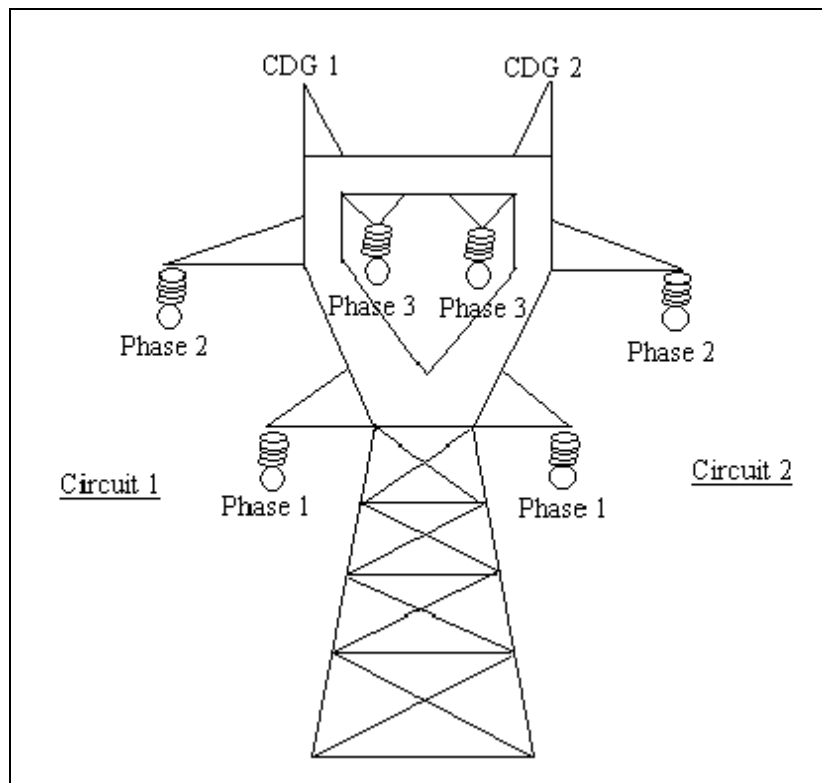 CDG 1
CDG 2
Phase 3
Phase 3
Phase 2
Phase 2
Circuit 1
Circuit 2
Phase 1
Phase 1